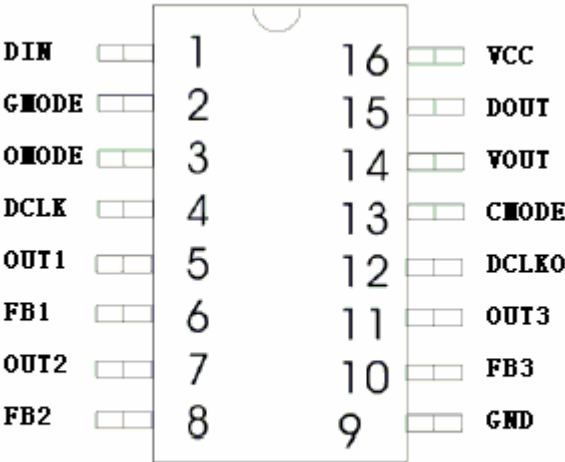 DIN 1 16 VCC
GMODE 2 15 DOUT
OMODE 3 14 VOUT
DCLK 4 13 CMODE
OUT1 5 12 DCLKO
FB1 6 11 OUT3
OUT2 7 10 FB3
FB2 8 9 GND